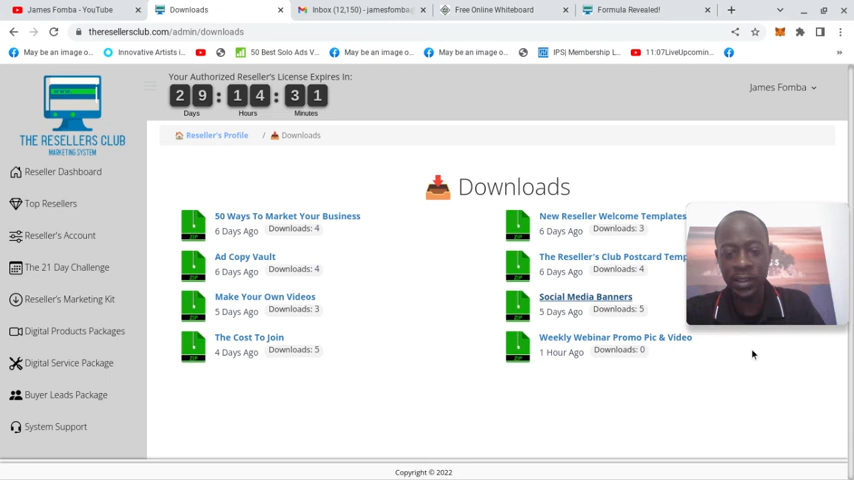 James Fomba - YouTube
Downloads
Inbox (12,150) - jamesfomba@
Free Online Whiteboard
Formula Revealed!
theresellersclub.com/admin/downloads
May be an image o...
Innovative Artists i...
50 Best Solo Ads V...
May be an image o...
May be an image o...
IPS| Membership L...
11:07LiveUpcoming...
Your Authorized Reseller's License Expires In:
29 : 14 : 31
Days Hours Minutes
James Fomba
THE RESELLERS CLUB
MARKETING SYSTEM
Reseller's Profile / Downloads
Reseller Dashboard
Top Resellers
Reseller's Account
The 21 Day Challenge
Reseller's Marketing Kit
Digital Products Packages
Digital Service Package
Buyer Leads Package
System Support
Downloads
50 Ways To Market Your Business
6 Days Ago Downloads: 4
Ad Copy Vault
6 Days Ago Downloads: 4
Make Your Own Videos
5 Days Ago Downloads: 3
The Cost To Join
4 Days Ago Downloads: 5
New Reseller Welcome Templates
6 Days Ago Downloads: 3
The Reseller's Club Postcard Temp
6 Days Ago Downloads: 4
Social Media Banners
5 Days Ago Downloads: 5
Weekly Webinar Promo Pic & Video
1 Hour Ago Downloads: 0
Copyright © 2022